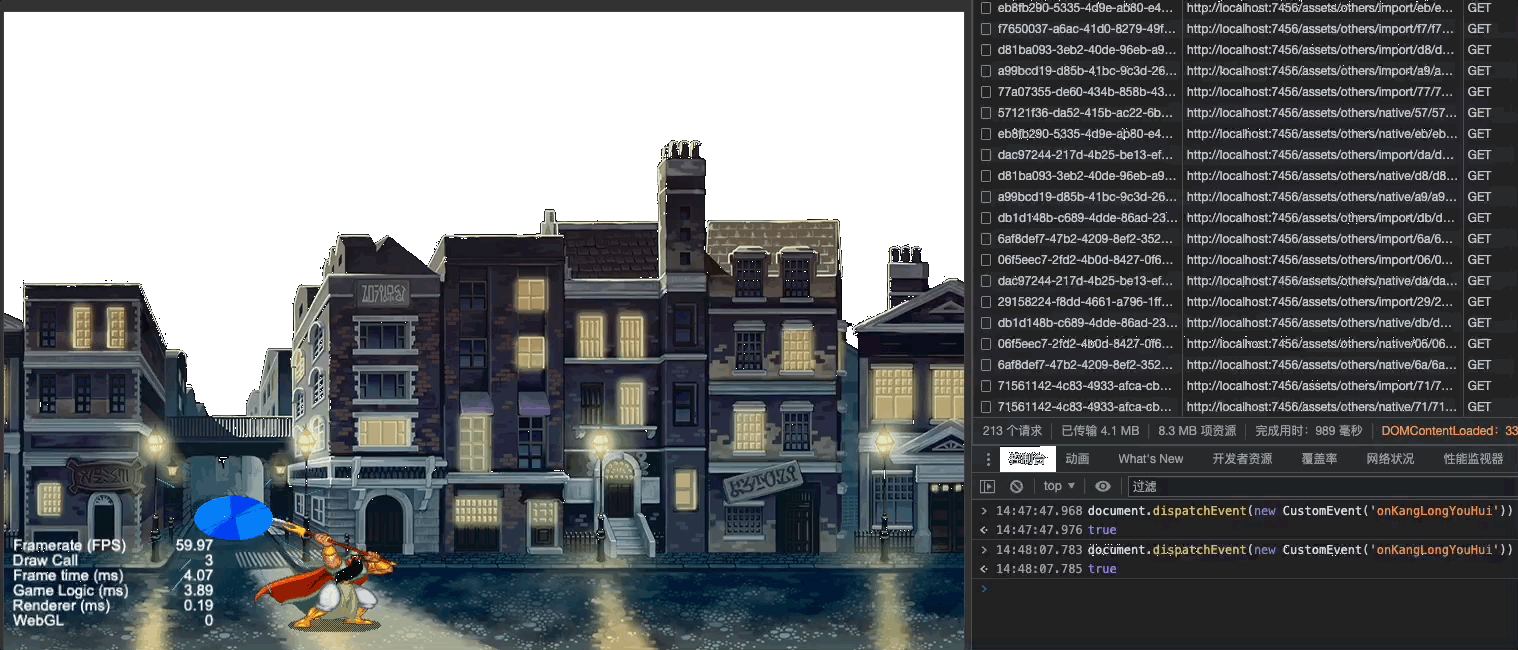 Framerate (FPS) 59.97
Draw Call 3
Frame time (ms) 4.07
Game Logic (ms) 3.89
Renderer (ms) 0.19
WebGL 0
eb8fb290-5335-4d9e-ab80-e4... http://localhost:7456/assets/others/import/eb/e... GET
f7650037-a6ac-41d0-8279-49f... http://localhost:7456/assets/others/import/f7/f7... GET
d81ba093-3eb2-40de-96eb-a9... http://localhost:7456/assets/others/import/d8/d... GET
a99bcd19-d85b-41bc-9c3d-26... http://localhost:7456/assets/others/import/a9/a... GET
77a07355-de60-434b-858b-43... http://localhost:7456/assets/others/import/77/7... GET
57121f36-da52-415b-ac22-6b... http://localhost:7456/assets/others/native/57/57... GET
eb8fb290-5335-4d9e-ab80-e4... http://localhost:7456/assets/others/native/eb/eb... GET
dac97244-217d-4b25-be13-ef... http://localhost:7456/assets/others/import/da/d... GET
d81ba093-3eb2-40de-96eb-a9... http://localhost:7456/assets/others/native/d8/d8... GET
a99bcd19-d85b-41bc-9c3d-26... http://localhost:7456/assets/others/native/a9/a9... GET
db1d148b-c689-4dde-86ad-23... http://localhost:7456/assets/others/import/db/d... GET
6af8def7-47b2-4209-8ef2-352... http://localhost:7456/assets/others/import/6a/6... GET
06f5eec7-2fd2-4b0d-8427-0f6... http://localhost:7456/assets/others/import/06/0... GET
dac97244-217d-4b25-be13-ef... http://localhost:7456/assets/others/native/da/da... GET
29158224-f8dd-4661-a796-1ff... http://localhost:7456/assets/others/import/29/2... GET
db1d148b-c689-4dde-86ad-23... http://localhost:7456/assets/others/native/db/d... GET
06f5eec7-2fd2-4b0d-8427-0f6... http://localhost:7456/assets/others/native/06/06... GET
6af8def7-47b2-4209-8ef2-352... http://localhost:7456/assets/others/native/6a/6a... GET
71561142-4c83-4933-afca-cb... http://localhost:7456/assets/others/import/71/7... GET
71561142-4c83-4933-afca-cb... http://localhost:7456/assets/others/native/71/71... GET
213 个请求 已传输 4.1 MB 8.3 MB 项资源 完成用时：989 毫秒 DOMContentLoaded：33
动画 What's New 开发者资源 覆盖率 网络状况 性能监视器
top 过滤
14:47:47.968 document.dispatchEvent(new CustomEvent('onKangLongYouHui'))
14:47:47.976 true
14:48:07.783 document.dispatchEvent(new CustomEvent('onKangLongYouHui'))
14:48:07.785 true